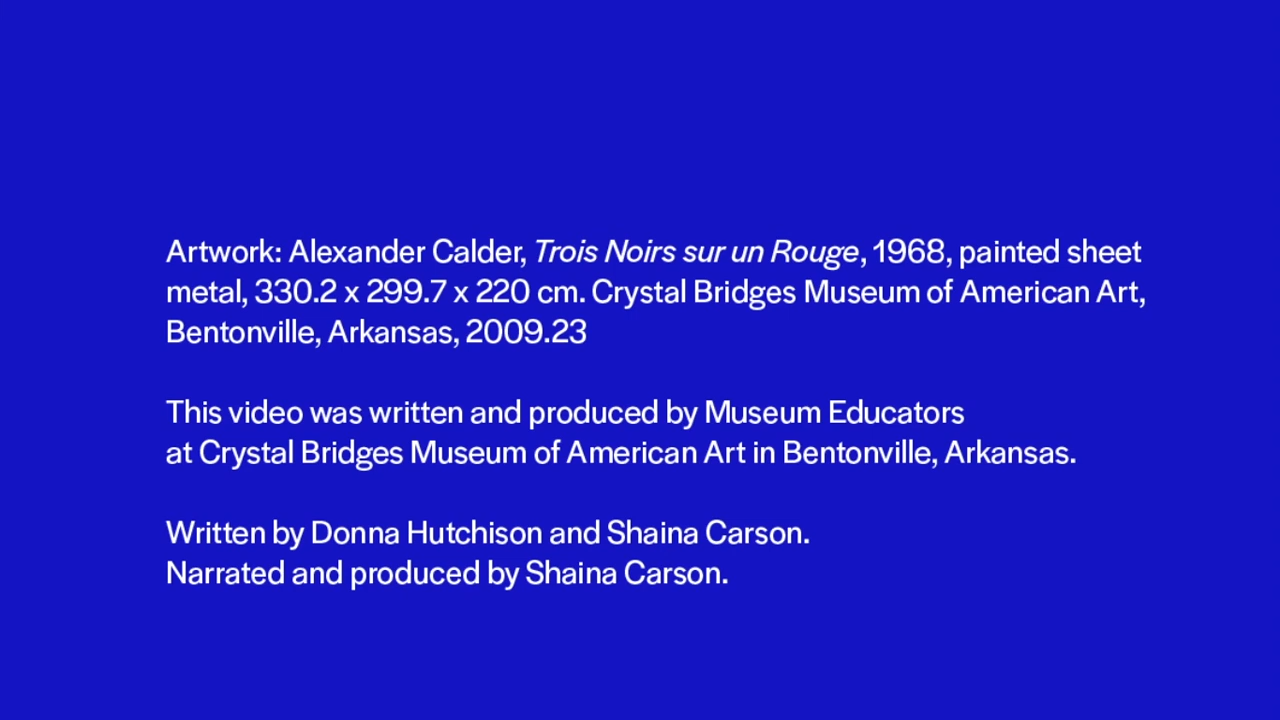 Artwork: Alexander Calder, Trois Noirs sur un Rouge, 1968, painted sheet
metal, 330.2 x 299.7 x 220 cm. Crystal Bridges Museum of American Art,
Bentonville, Arkansas, 2009.23
This video was written and produced by Museum Educators
at Crystal Bridges Museum of American Art in Bentonville, Arkansas.
Written by Donna Hutchison and Shaina Carson.
Narrated and produced by Shaina Carson.